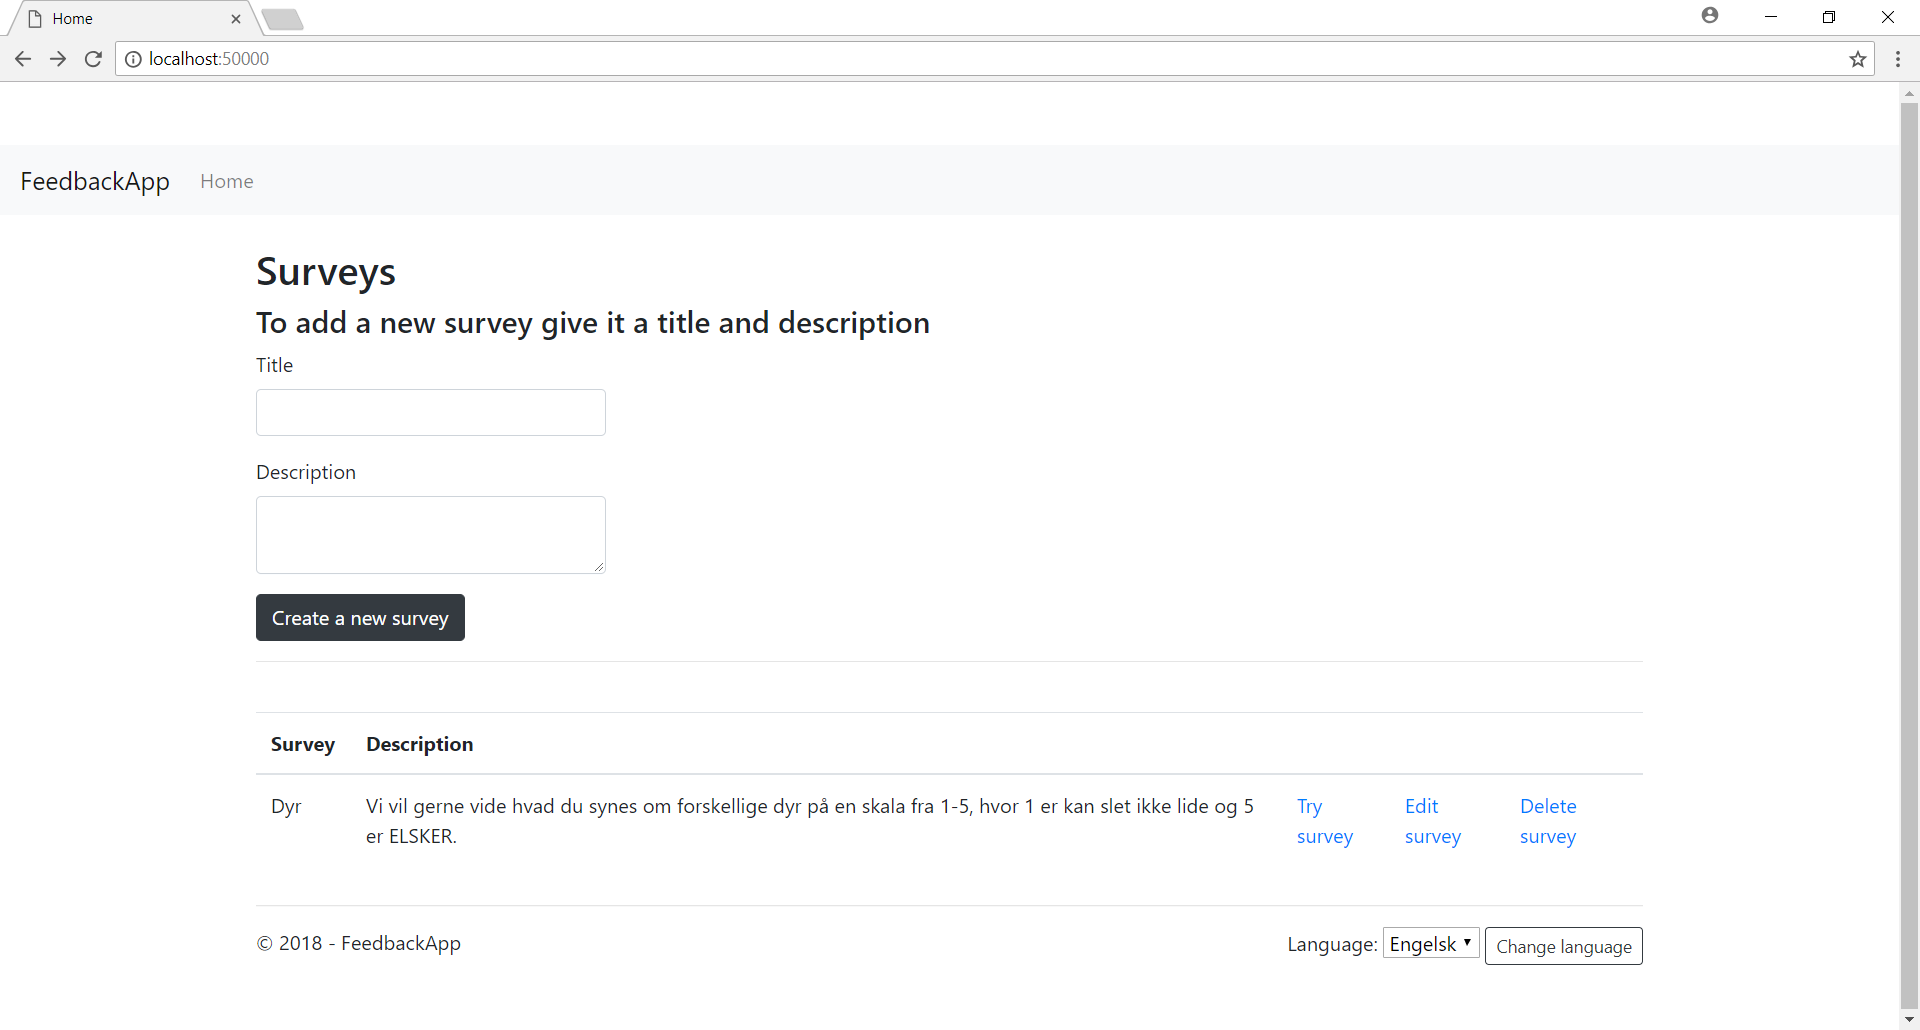 Home
localhost:50000
FeedbackApp Home
Surveys
To add a new survey give it a title and description
Title
Description
Create a new survey
Survey Description
Dyr Vi vil gerne vide hvad du synes om forskellige dyr på en skala fra 1-5, hvor 1 er kan slet ikke lide og 5 Try Edit Delete
er ELSKER. survey survey survey
© 2018 - FeedbackApp Language: Engelsk Change language